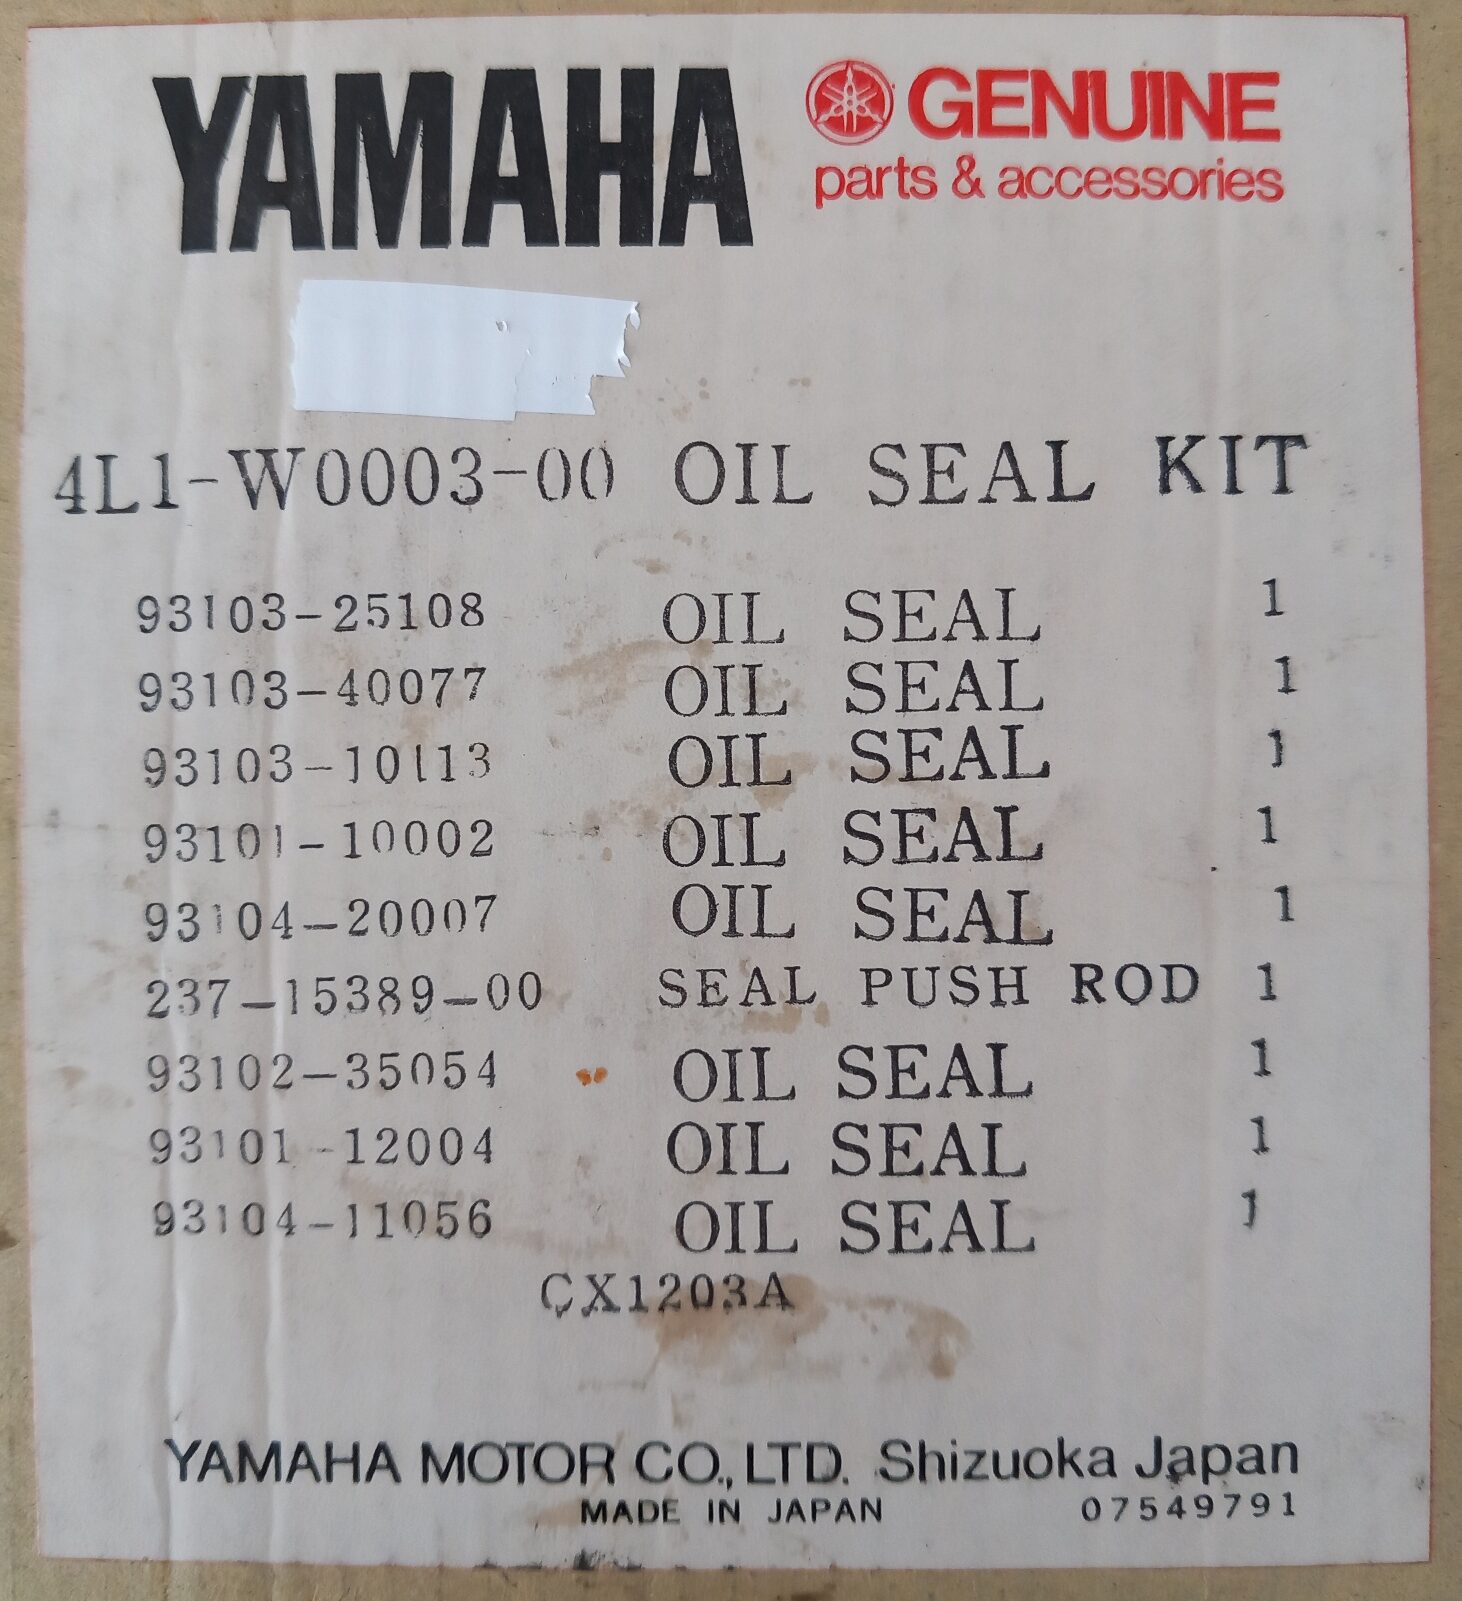 YAMAHA
GENUINE
parts & accessories
4L1-W0003-00 OIL SEAL KIT
93103-25108 OIL SEAL 1
93103-40077 OIL SEAL 1
93103-10113 OIL SEAL 1
93101-10002 OIL SEAL 1
93104-20007 OIL SEAL 1
237-15389-00 SEAL PUSH ROD 1
93102-35054 OIL SEAL 1
93101-12004 OIL SEAL 1
93104-11056 OIL SEAL 1
CX1203A
YAMAHA MOTOR CO., LTD. Shizuoka Japan
MADE IN JAPAN 07549791